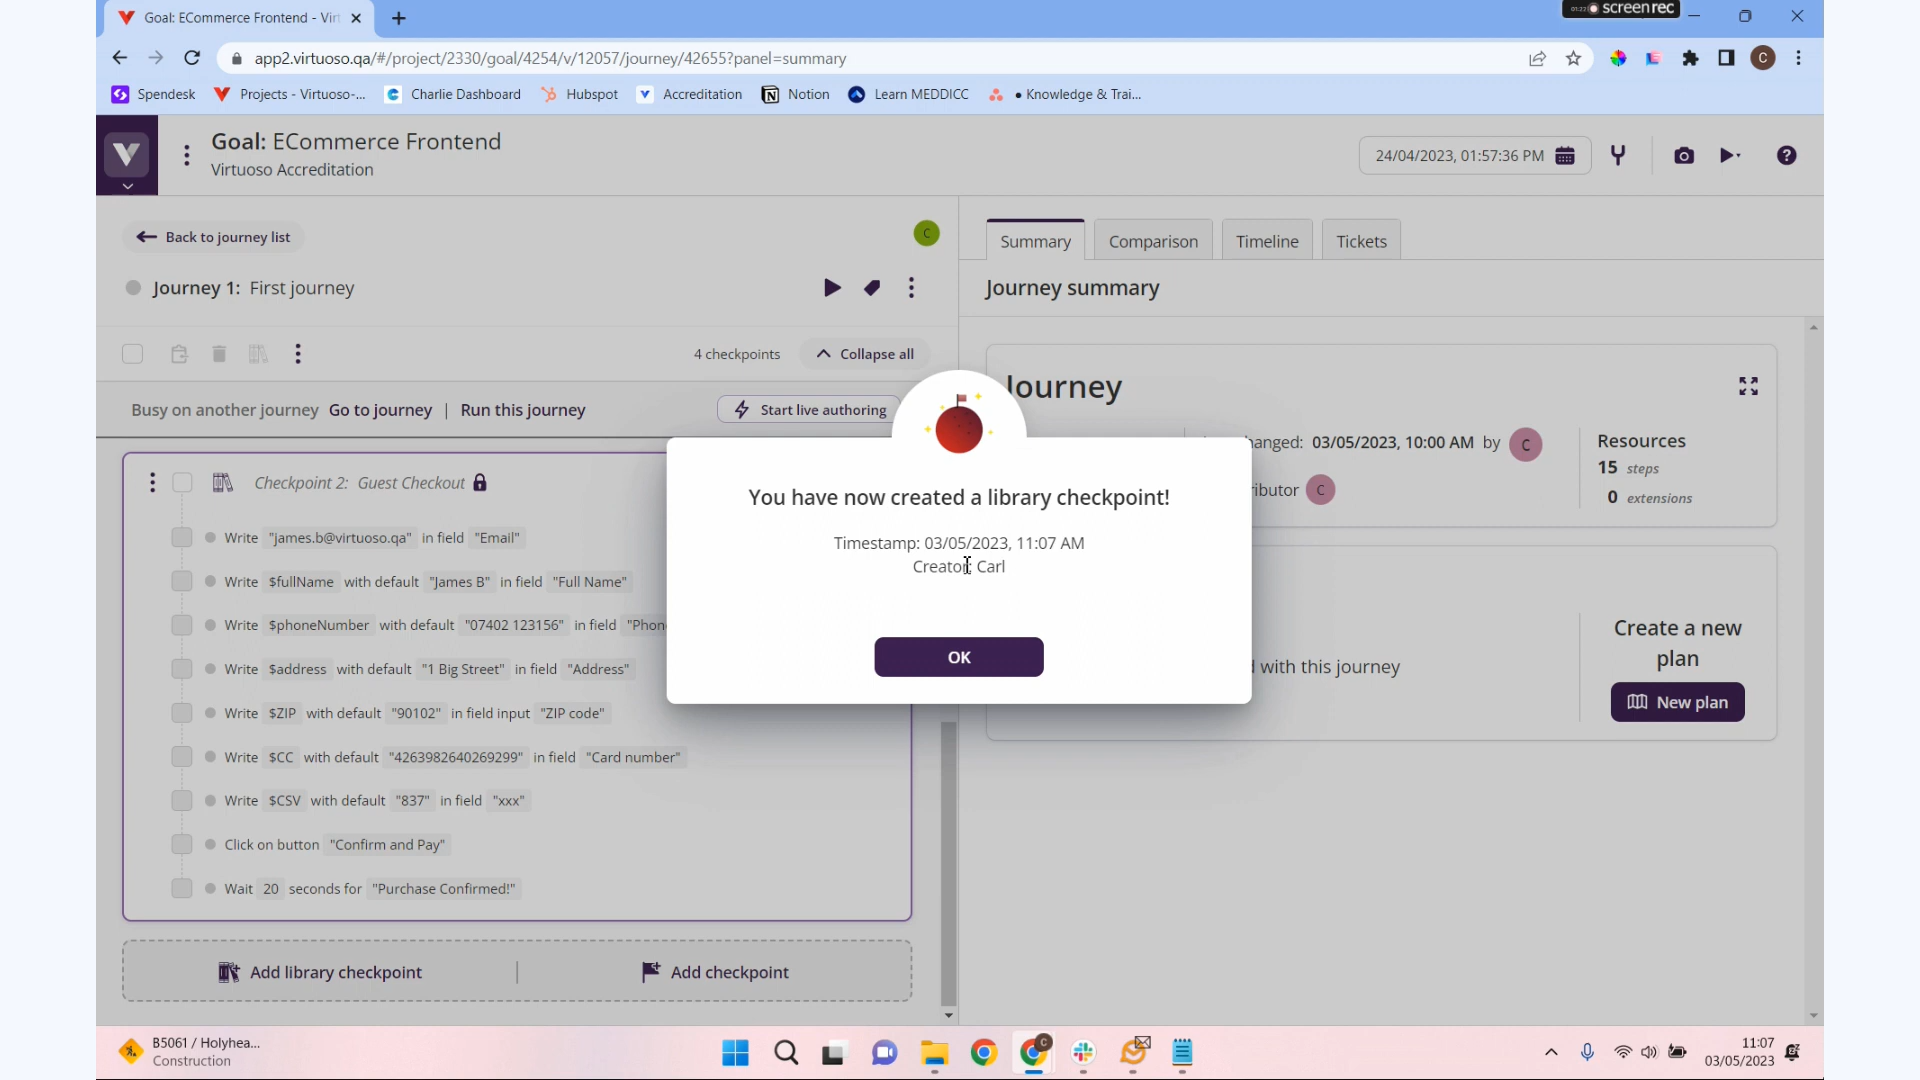 Goal: ECommerce Frontend - Virt
01:22 screenrec
app2.virtuoso.qa/#/project/2330/goal/4254/v/12057/journey/42655?panel=summary
C
Spendesk
Projects - Virtuoso-...
Charlie Dashboard
Hubspot
Accreditation
Notion
Learn MEDDICC
• Knowledge & Trai...
Goal: ECommerce Frontend
Virtuoso Accreditation
24/04/2023, 01:57:36 PM
Back to journey list
C
Summary
Comparison
Timeline
Tickets
Journey 1: First journey
Journey summary
4 checkpoints
Collapse all
Busy on another journey Go to journey | Run this journey
Start live authoring
Journey
hanged: 03/05/2023, 10:00 AM by C
ributor C
Resources
15 steps
0 extensions
Checkpoint 2: Guest Checkout
Write "james.b@virtuoso.qa" in field "Email"
Write $fullName with default "James B" in field "Full Name"
Write $phoneNumber with default "07402 123156" in field "Phon
Write $address with default "1 Big Street" in field "Address"
Write $ZIP with default "90102" in field input "ZIP code"
Write $CC with default "4263982640269299" in field "Card number"
Write $CSV with default "837" in field "xxx"
Click on button "Confirm and Pay"
Wait 20 seconds for "Purchase Confirmed!"
You have now created a library checkpoint!
Timestamp: 03/05/2023, 11:07 AM
Creator: Carl
OK
with this journey
Create a new
plan
New plan
Add library checkpoint
Add checkpoint
B5061 / Holyhea...
Construction
C
11:07
03/05/2023